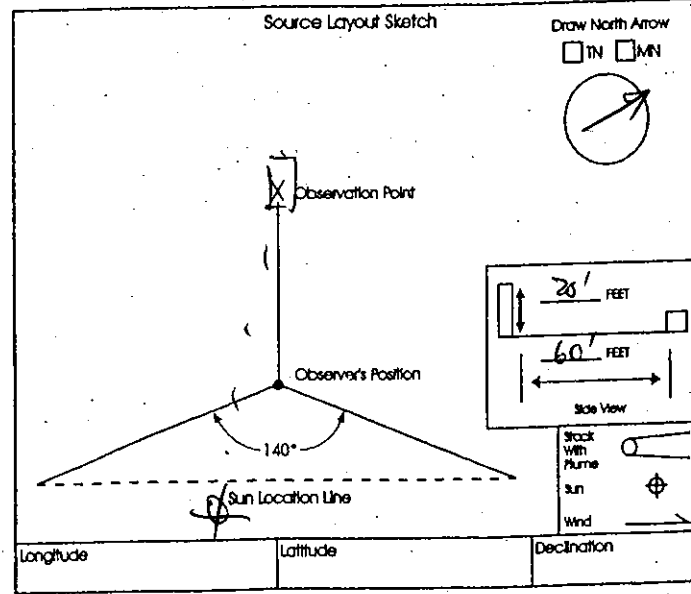 Source Layout Sketch
Draw North Arrow
TN MN
X Observation Point
20' FEET
60' FEET
Side View
Observer's Position
140°
Sun Location Line
Stack
With
Plume
Sun
Wind
Longitude Latitude Declination